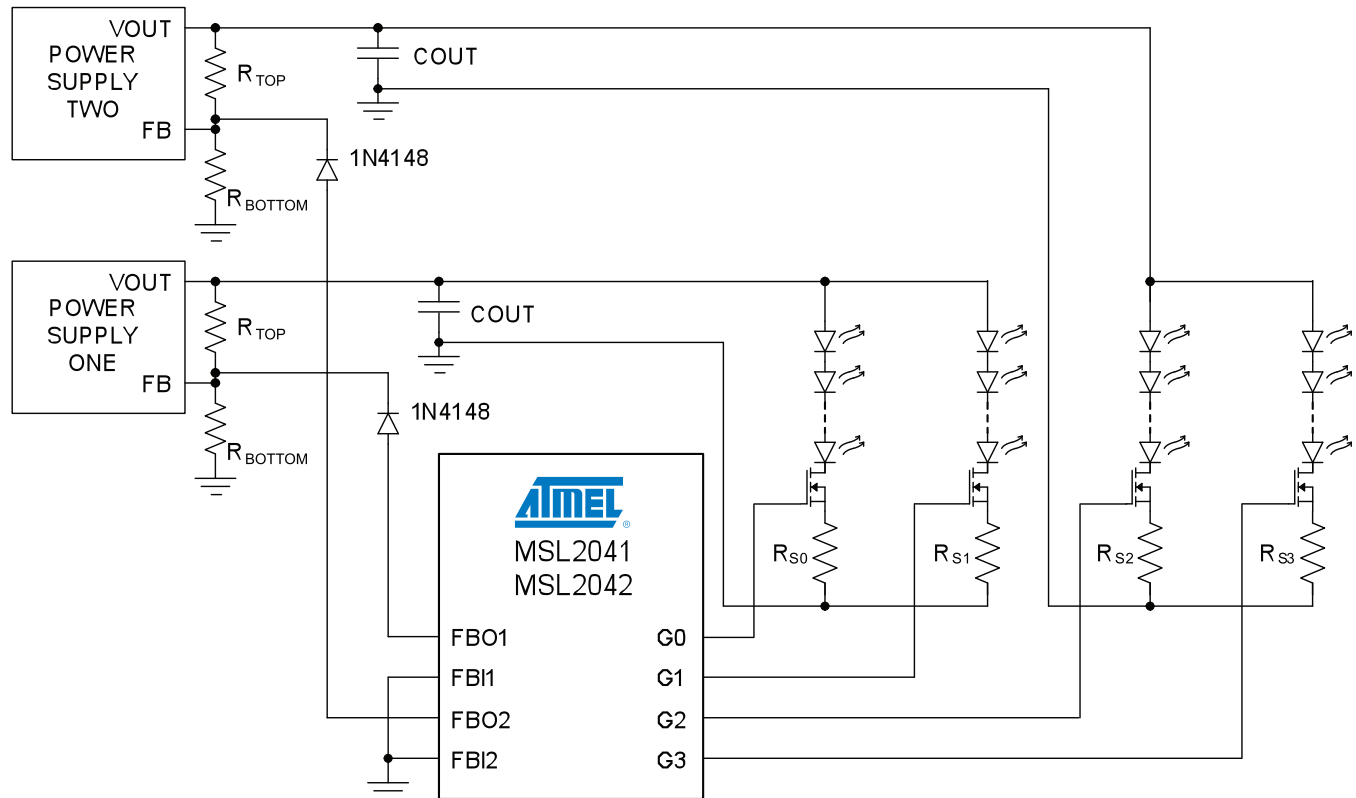 VOUT
POWER
SUPPLY
TWO
FB
RTOP
RBOTTOM
COUT
1N4148
VOUT
POWER
SUPPLY
ONE
FB
RTOP
RBOTTOM
COUT
1N4148
ATMEL ®
MSL2041
MSL2042
FBO1
FBI1
FBO2
FBI2
G0
G1
G2
G3
RS0
RS1
RS2
RS3